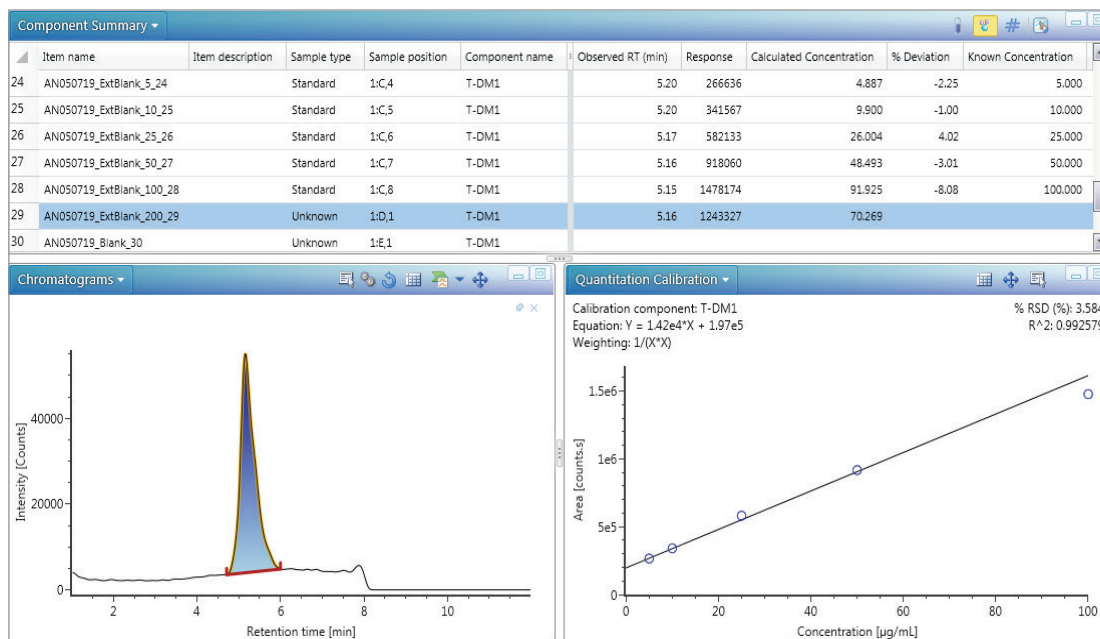 Component Summary
Item name Item description Sample type Sample position Component name Observed RT (min) Response Calculated Concentration % Deviation Known Concentration
24 AN050719_ExtBlank_5_24 Standard 1:C,4 T-DM1 5.20 266636 4.887 -2.25 5.000
25 AN050719_ExtBlank_10_25 Standard 1:C,5 T-DM1 5.20 341567 9.900 -1.00 10.000
26 AN050719_ExtBlank_25_26 Standard 1:C,6 T-DM1 5.17 582133 26.004 4.02 25.000
27 AN050719_ExtBlank_50_27 Standard 1:C,7 T-DM1 5.16 918060 48.493 -3.01 50.000
28 AN050719_ExtBlank_100_28 Standard 1:C,8 T-DM1 5.15 1478174 91.925 -8.08 100.000
29 AN050719_ExtBlank_200_29 Unknown 1:D,1 T-DM1 5.16 1243327 70.269
30 AN050719_Blank_30 Unknown 1:E,1 T-DM1
Chromatograms
Intensity [Counts]
40000
20000
0
2 4 6 8 10
Retention time [min]
Quantitation Calibration
Calibration component: T-DM1 % RSD (%): 3.584
Equation: Y = 1.42e4*X + 1.97e5 R^2: 0.992579
Weighting: 1/(X*X)
Area [counts.s]
1.5e6
1e6
5e5
0
0 20 40 60 80 100
Concentration [µg/mL]